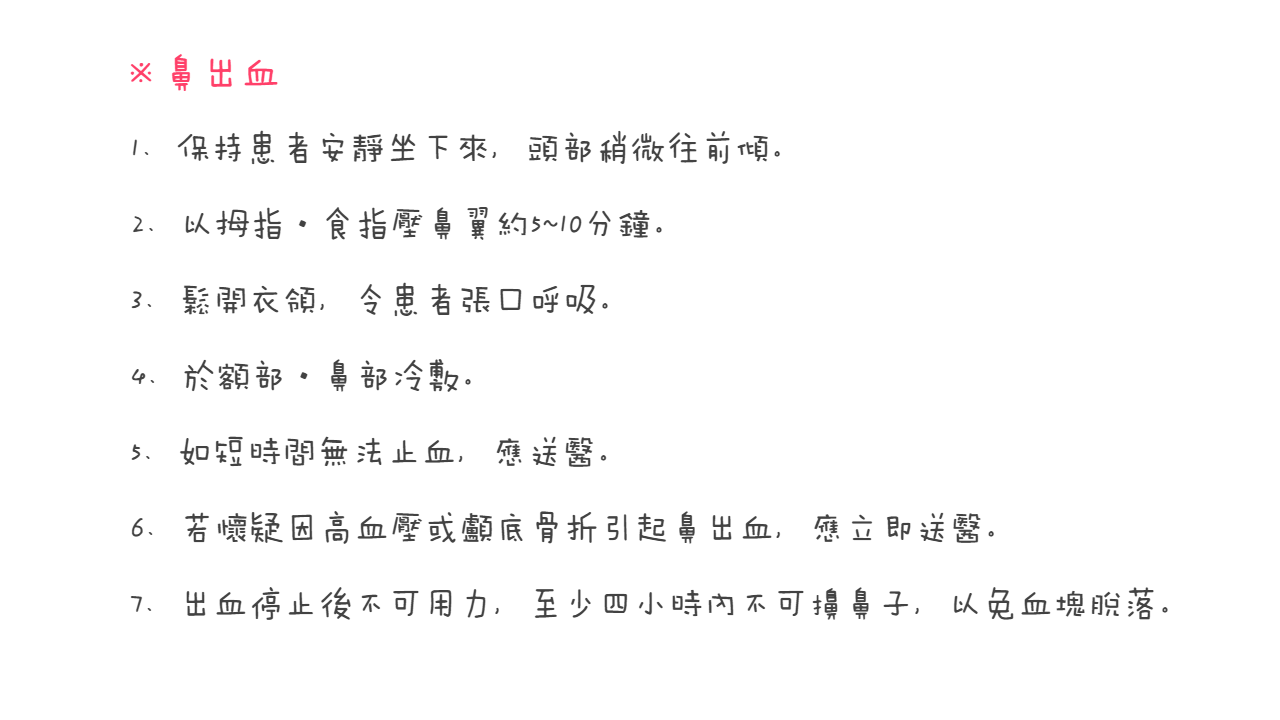 ※鼻出血
1、保持患者安靜坐下來, 頭部稍微往前傾。
2、以拇指·食指壓鼻翼約5~10分鐘。
3、鬆開衣領, 令患者張口呼吸。
4、於額部·鼻部冷敷。
5、如短時間無法止血, 應送醫。
6、若懷疑因高血壓或顱底骨折引起鼻出血, 應立即送醫。
7、出血停止後不可用力, 至少四小時內不可擤鼻子, 以免血塊脫落。